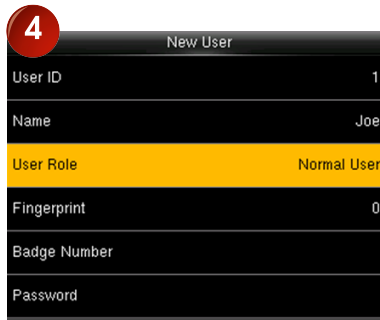 4
New User
User ID 1
Name Joe
User Role Normal User
Fingerprint 0
Badge Number
Password